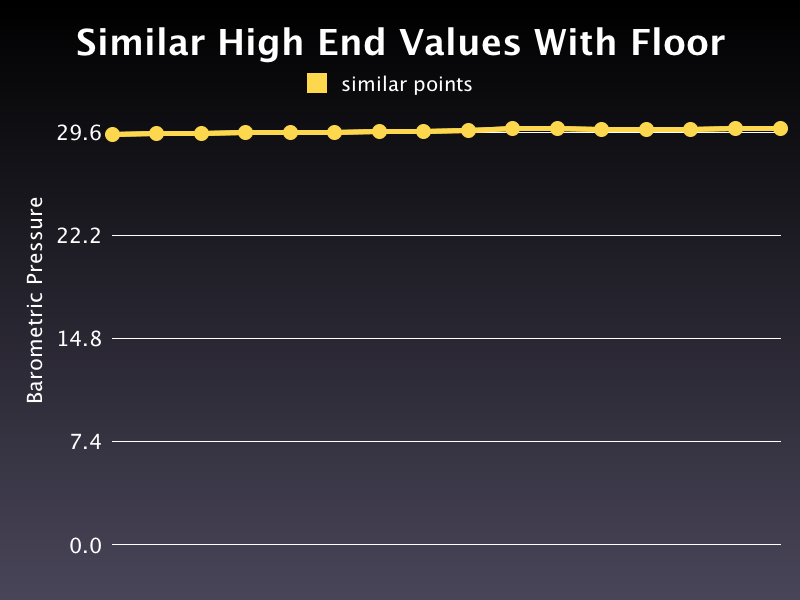 Similar High End Values With Floor
similar points
29.6
22.2
14.8
7.4
0.0
Barometric Pressure